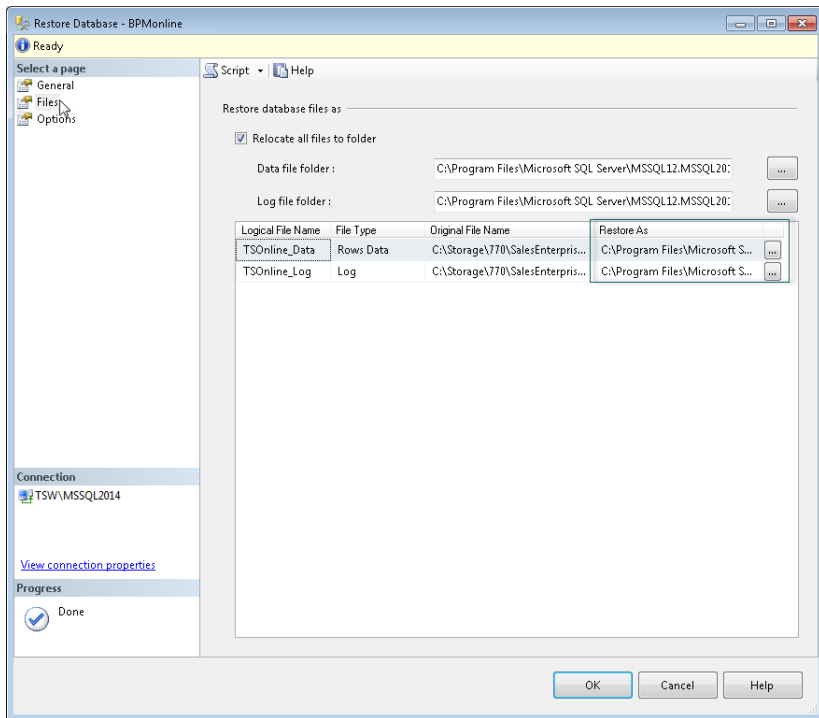 Restore Database - BPMonline
Ready
Select a page
General
Files
Options
Script Help
Restore database files as
Relocate all files to folder
Data file folder : C:\Program Files\Microsoft SQL Server\MSSQL12.MSSQL20: ...
Log file folder : C:\Program Files\Microsoft SQL Server\MSSQL12.MSSQL20: ...
Logical File Name File Type Original File Name Restore As
TSOnline_Data Rows Data C:\Storage\770\SalesEnterpris... C:\Program Files\Microsoft S... ...
TSOnline_Log Log C:\Storage\770\SalesEnterpris... C:\Program Files\Microsoft S... ...
Connection
TSW\MSSQL2014
View connection properties
Progress
Done
OK Cancel Help